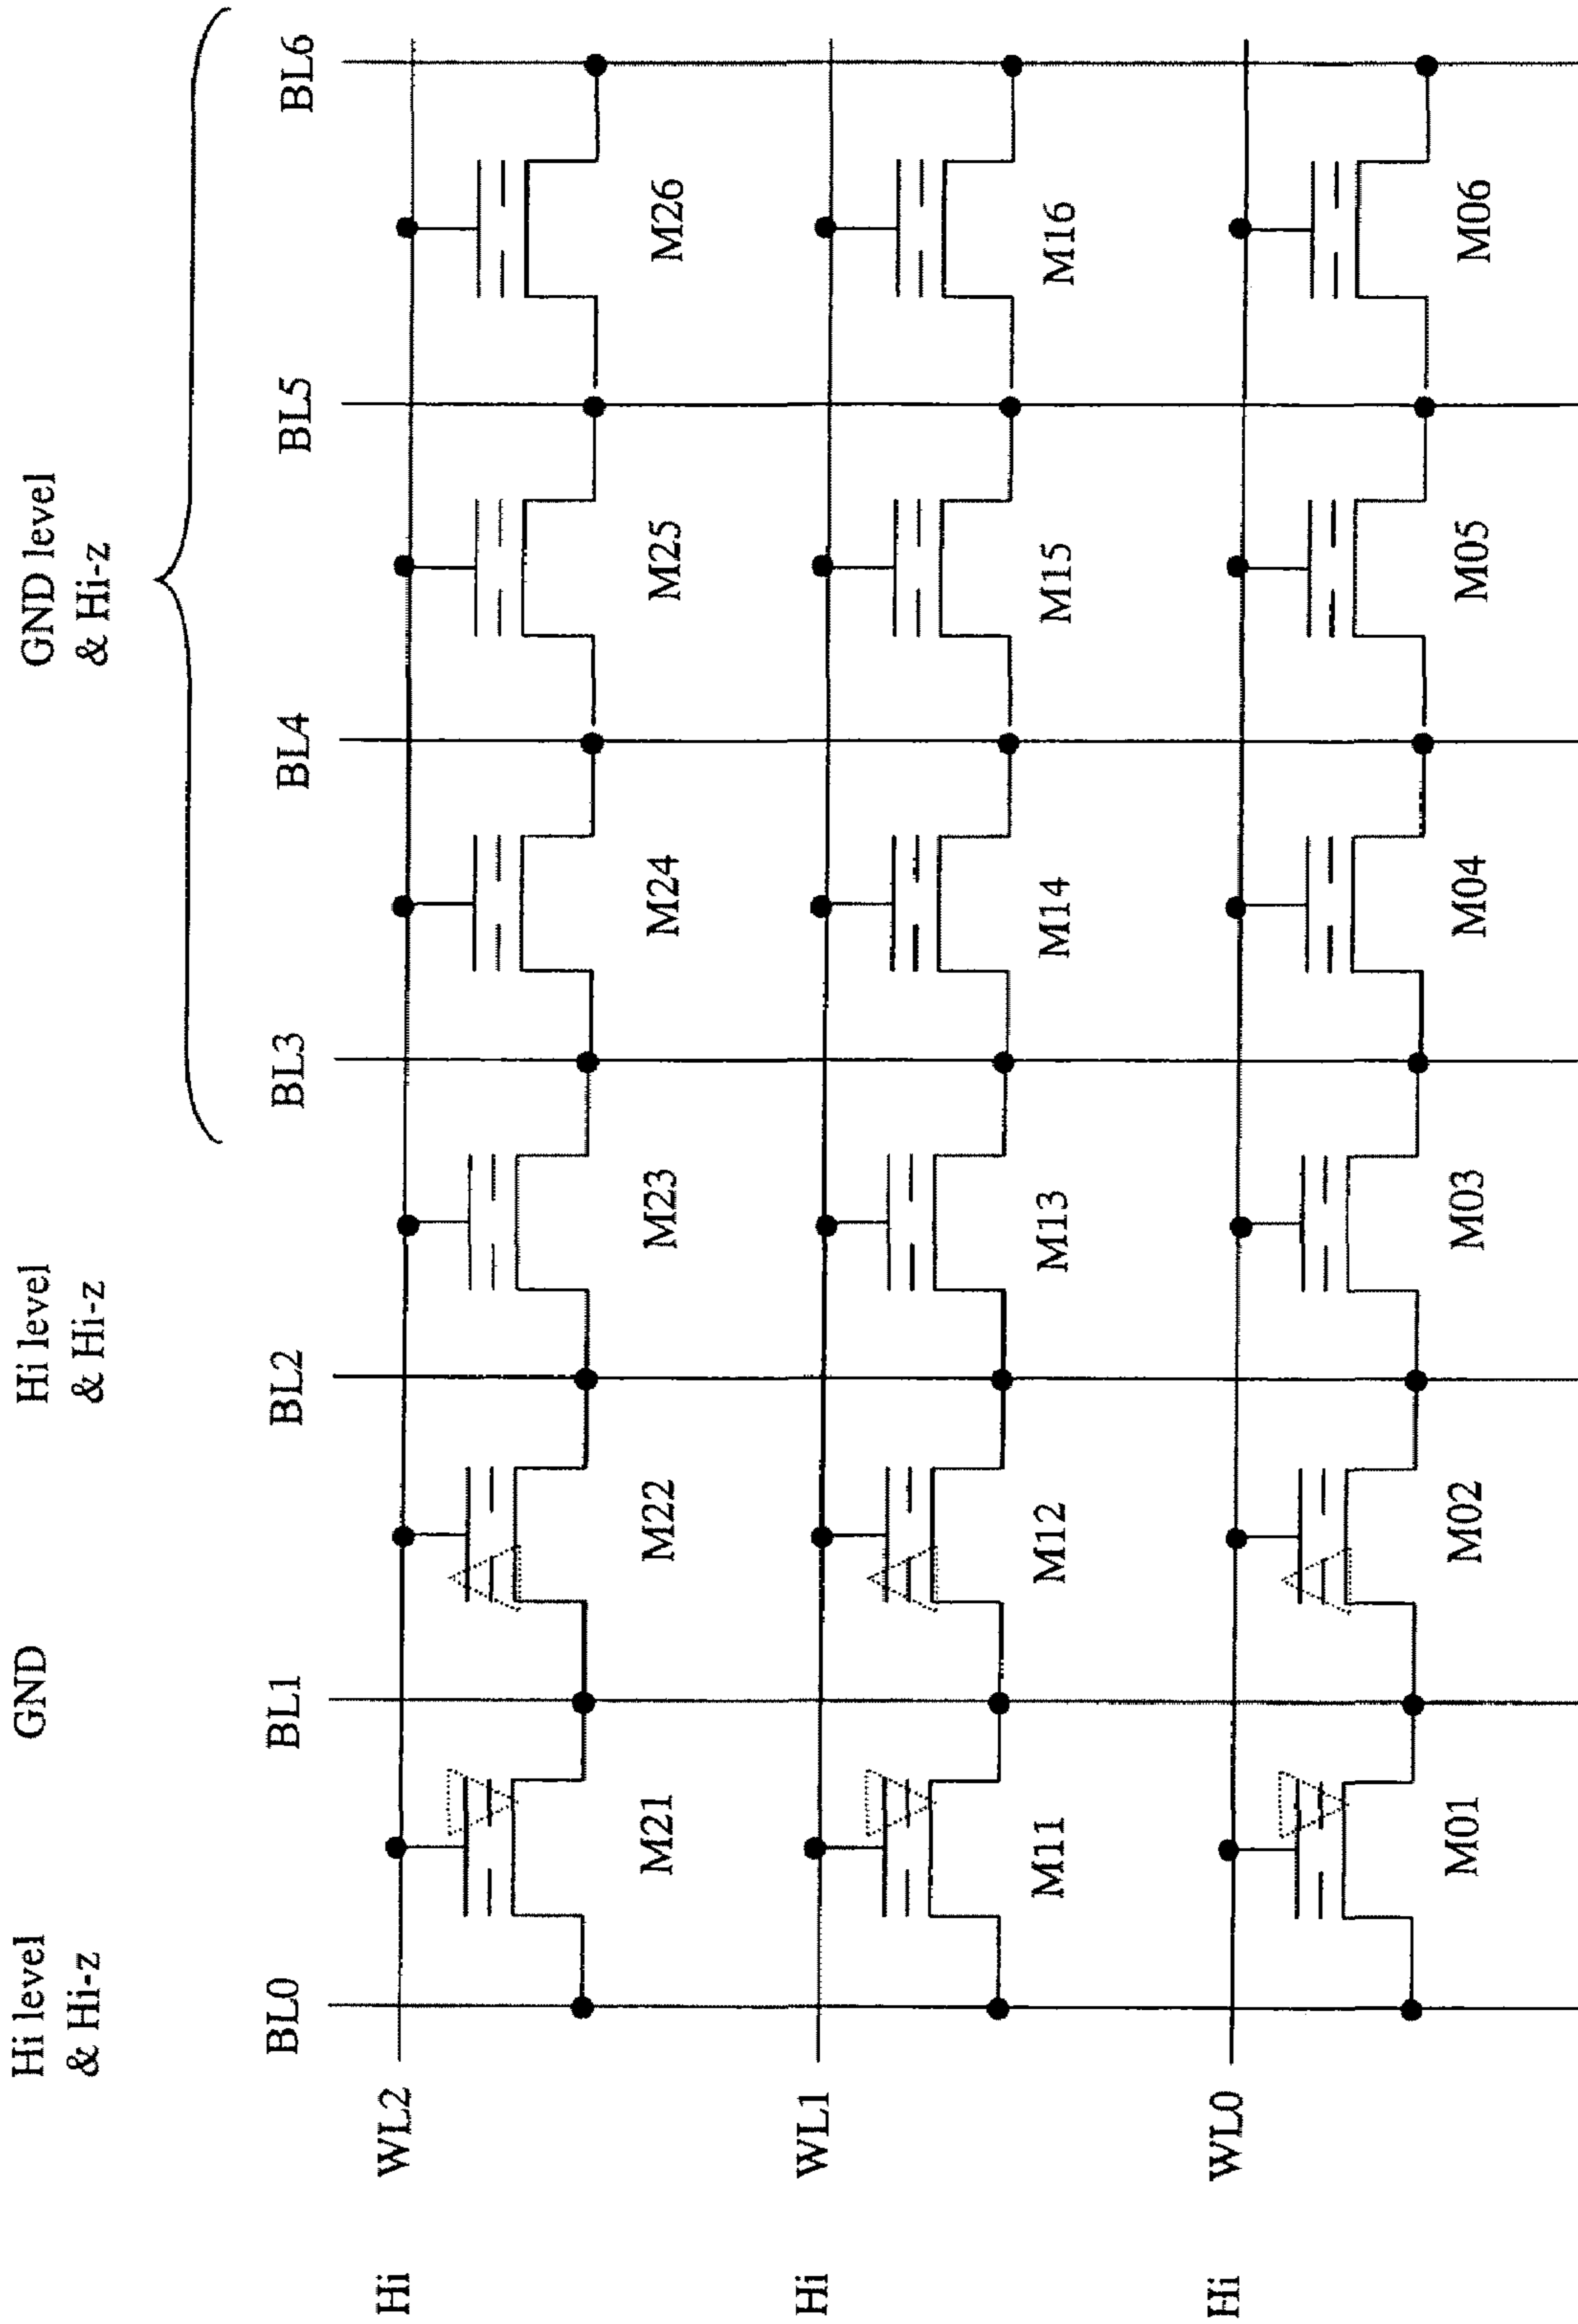 Hi level
& Hi-z
GND
Hi level
& Hi-z
GND level
& Hi-z
BL0
BL1
BL2
BL3
BL4
BL5
BL6
Hi
WL2
M21
M22
M23
M24
M25
M26
Hi
WL1
M11
M12
M13
M14
M15
M16
Hi
WL0
M01
M02
M03
M04
M05
M06